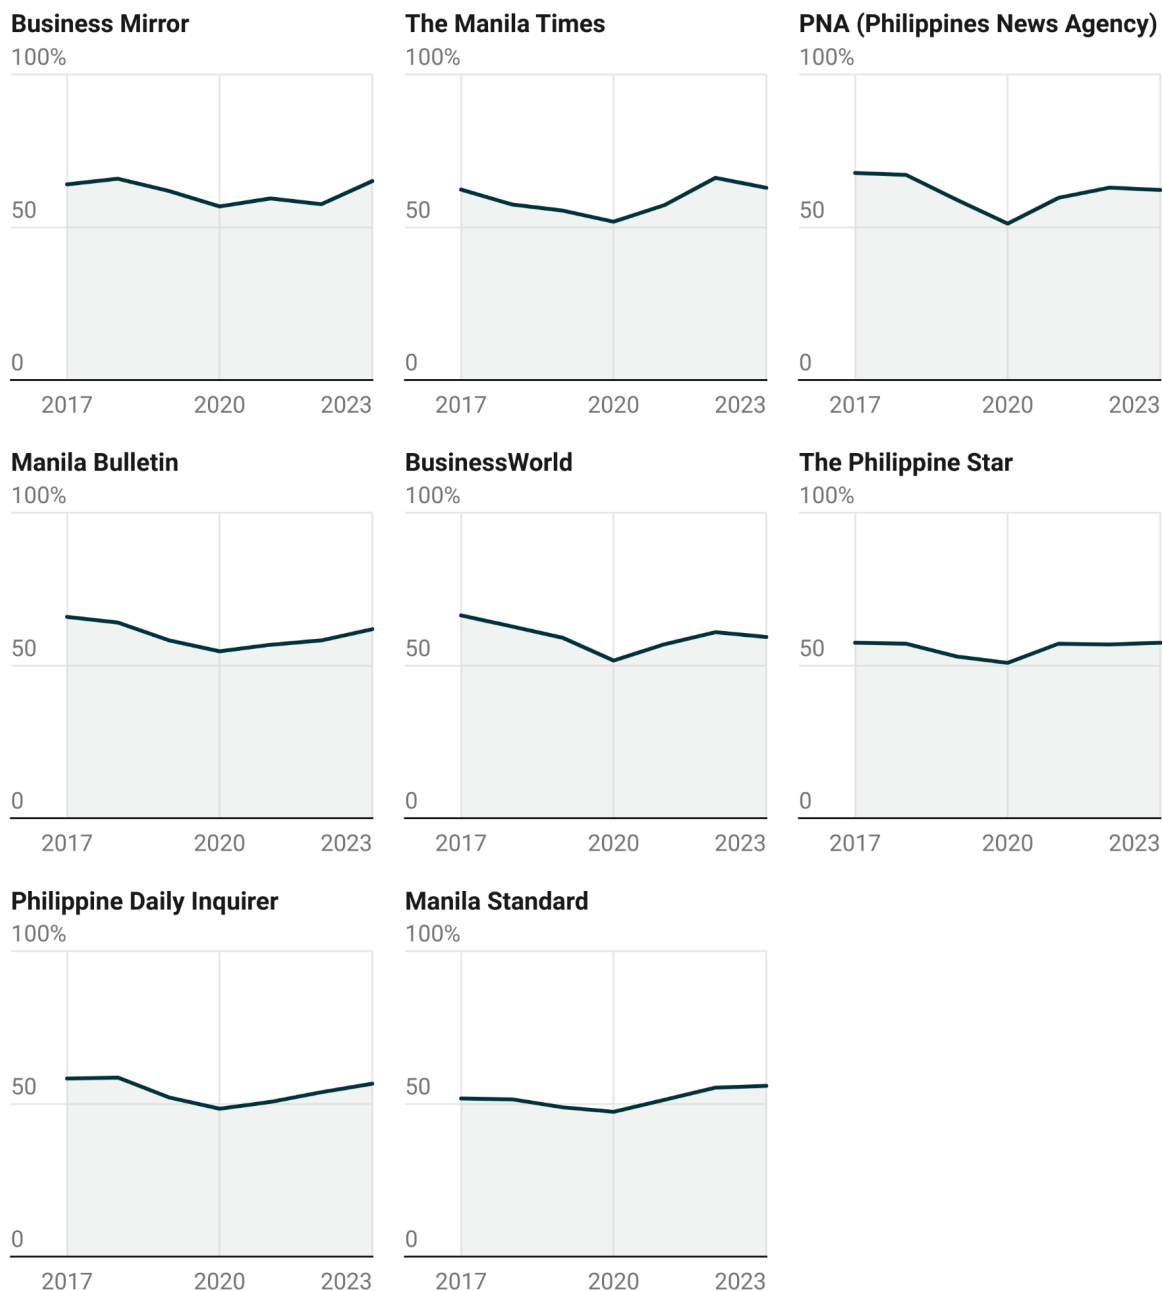 Business Mirror
100%
50
0
2017 2020 2023
The Manila Times
100%
50
0
2017 2020 2023
PNA (Philippines News Agency)
100%
50
0
2017 2020 2023
Manila Bulletin
100%
50
0
2017 2020 2023
BusinessWorld
100%
50
0
2017 2020 2023
The Philippine Star
100%
50
0
2017 2020 2023
Philippine Daily Inquirer
100%
50
0
2017 2020 2023
Manila Standard
100%
50
0
2017 2020 2023